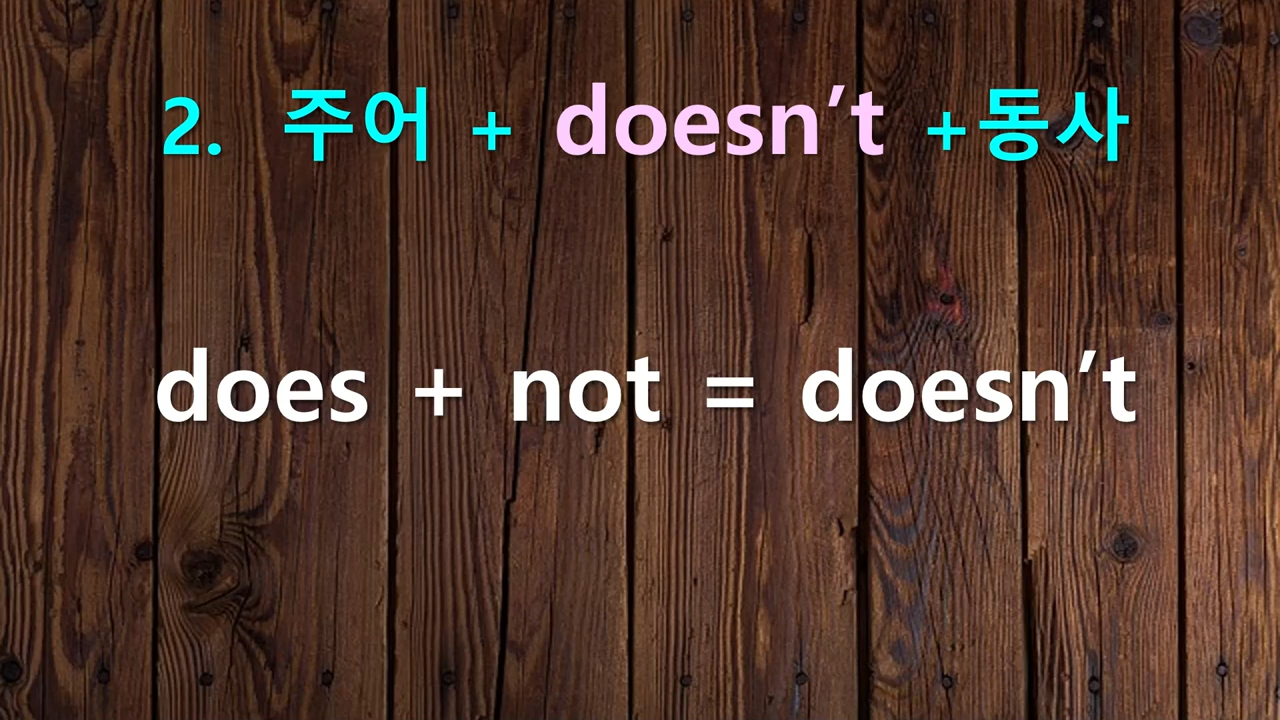 2. 주어 + doesn’t +동사
does + not = doesn’t